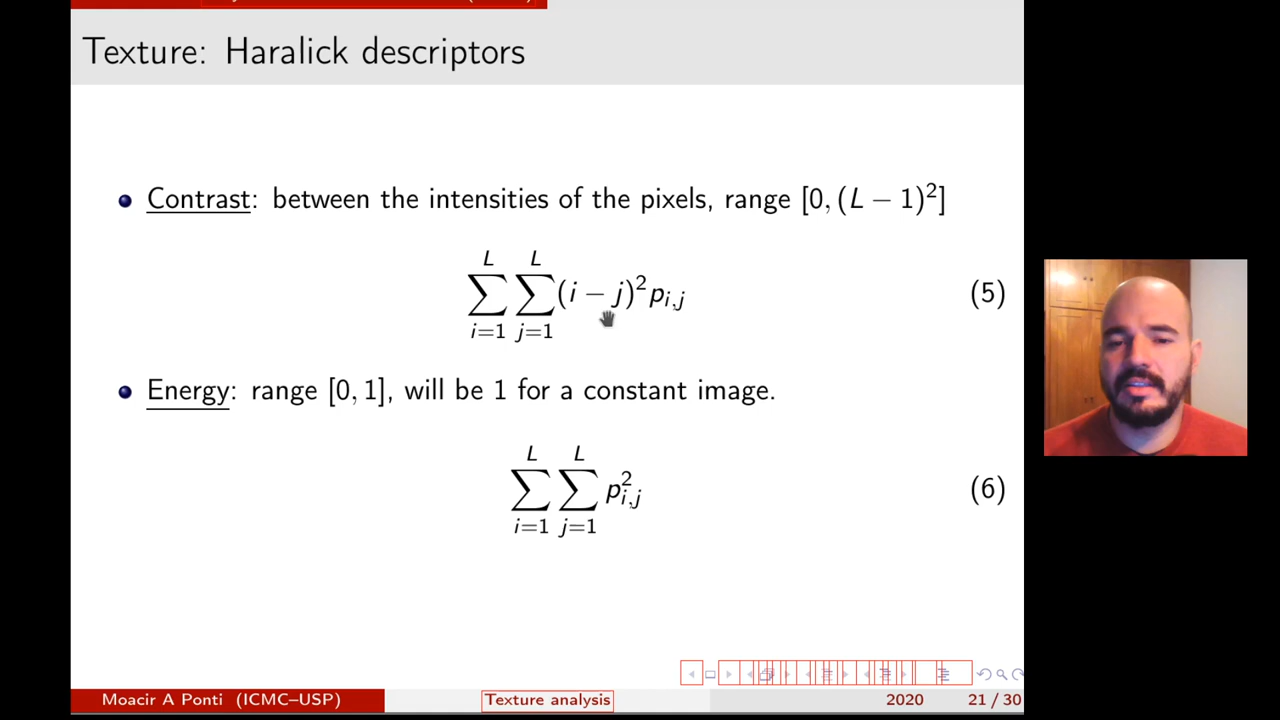 Texture: Haralick descriptors
Contrast: between the intensities of the pixels, range [0, (L − 1)²]
∑_{i=1}^{L} ∑_{j=1}^{L} (i − j)² p_{i,j} (5)
Energy: range [0, 1], will be 1 for a constant image.
∑_{i=1}^{L} ∑_{j=1}^{L} p²_{i,j} (6)
Moacir A Ponti (ICMC–USP) Texture analysis 2020 21 / 30